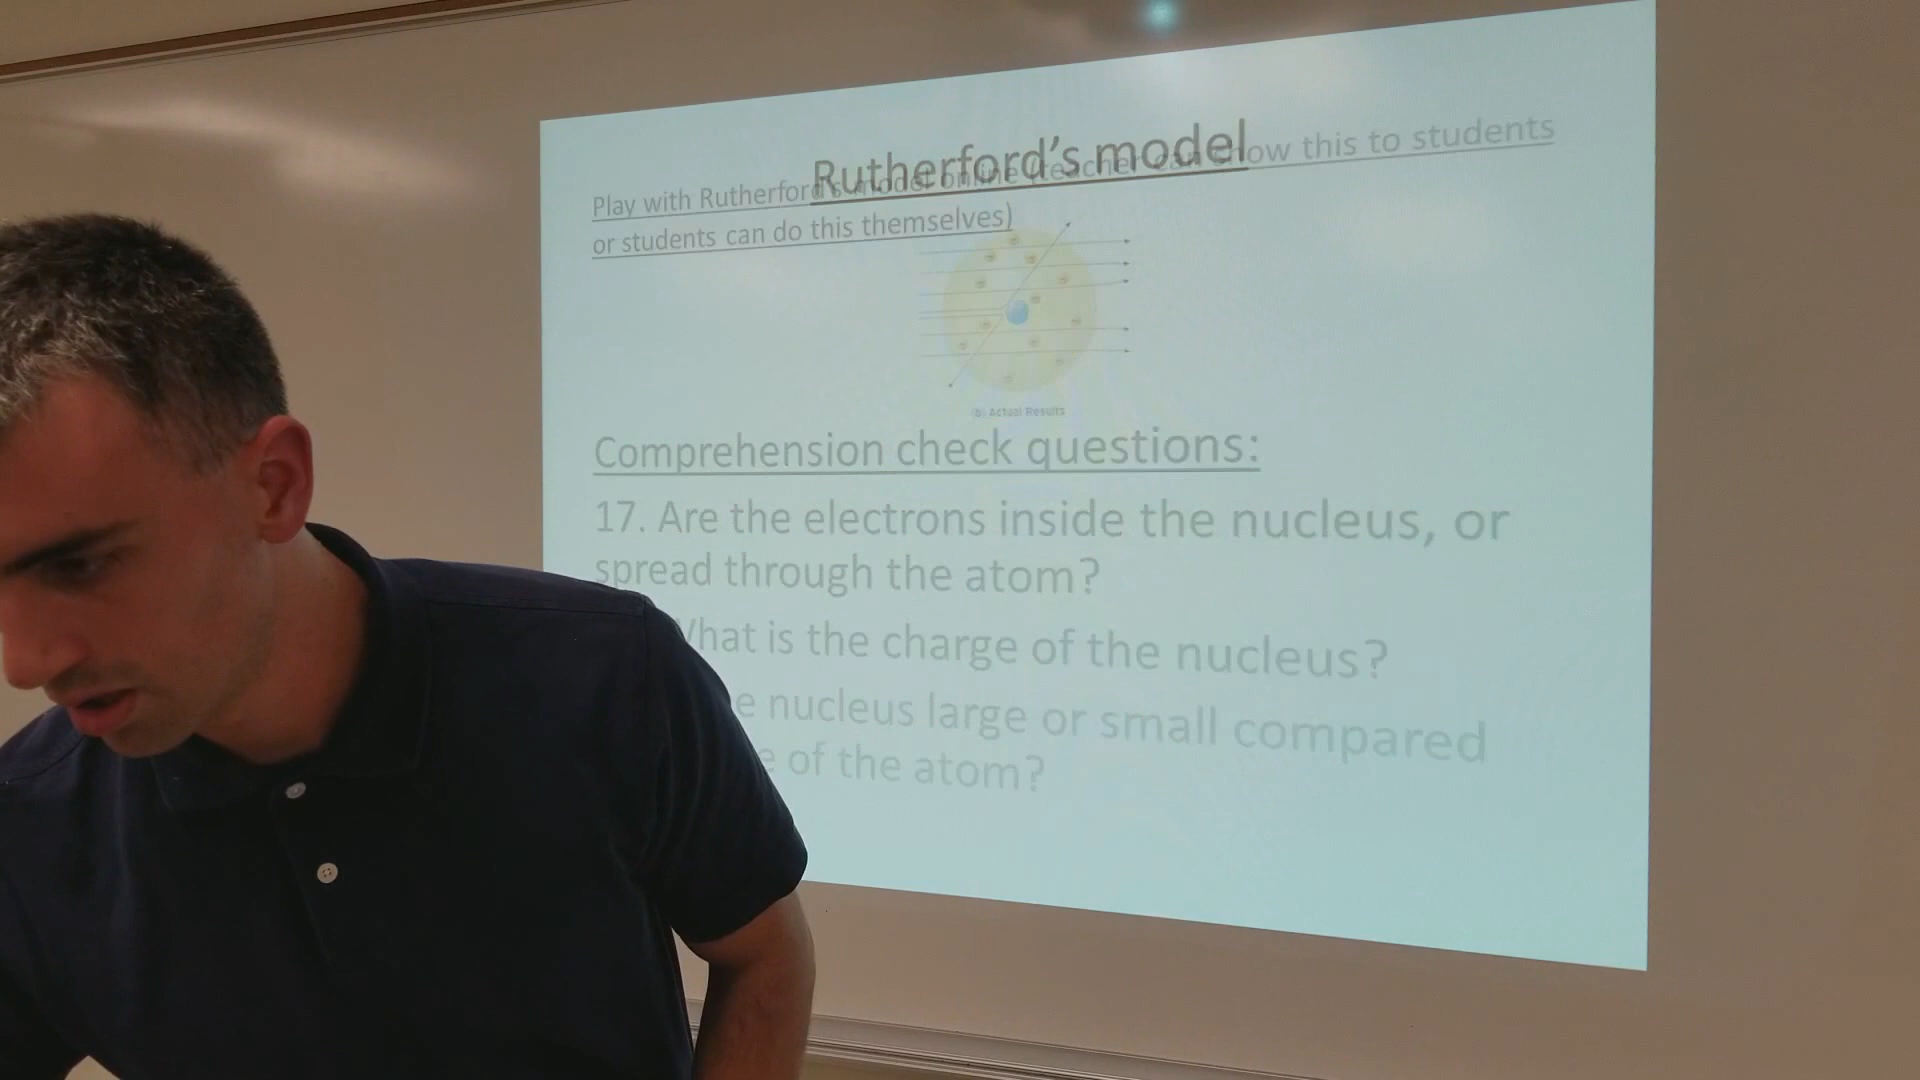 Rutherford's model
Play with Rutherford's model online (teacher can show this to students
or students can do this themselves)
(b) Actual Results
Comprehension check questions:
17. Are the electrons inside the nucleus, or
spread through the atom?
What is the charge of the nucleus?
nucleus large or small compared
of the atom?